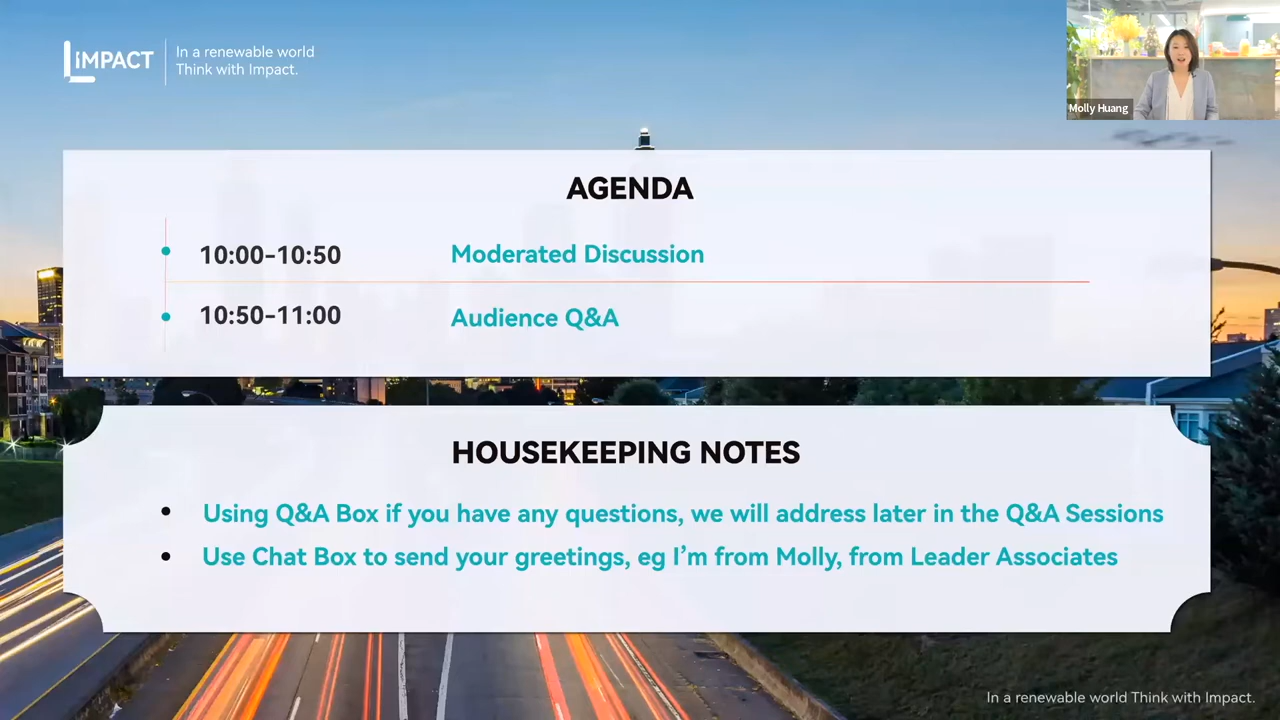 LIMPACT
In a renewable world
Think with Impact.
Molly Huang
AGENDA
10:00-10:50 Moderated Discussion
10:50-11:00 Audience Q&A
HOUSEKEEPING NOTES
• Using Q&A Box if you have any questions, we will address later in the Q&A Sessions
• Use Chat Box to send your greetings, eg I’m from Molly, from Leader Associates
In a renewable world Think with Impact.